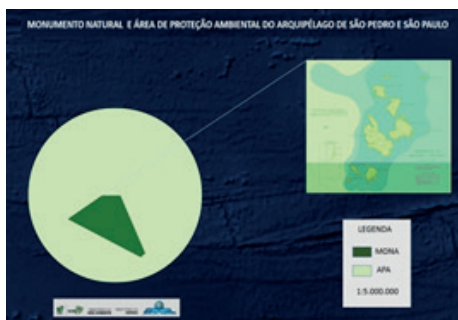 MONUMENTO NATURAL E ÁREA DE PROTEÇÃO AMBIENTAL DO ARQUIPÉLAGO DE SÃO PEDRO E SÃO PAULO
LEGENDA
MONA
APA
1:5.000.000